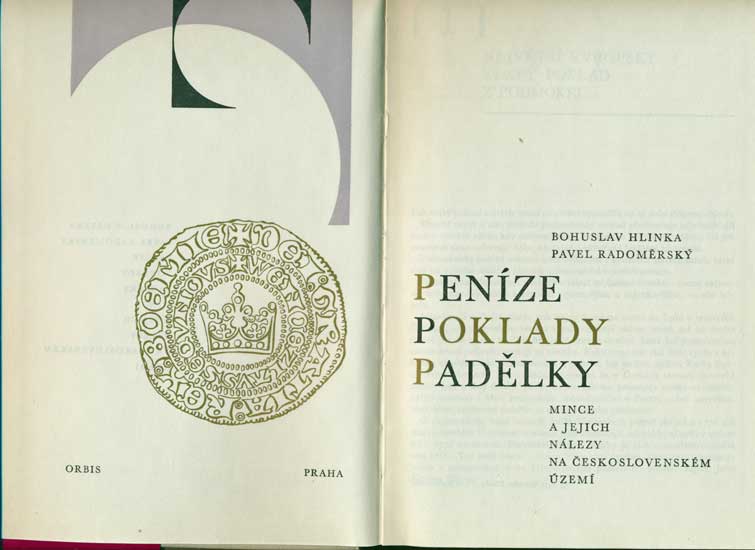 ORBIS
PRAHA
BOHUSLAV HLINKA
PAVEL RADOMĚRSKÝ
PENÍZE
POKLADY
PADĚLKY
MINCE
A JEJICH
NÁLEZY
NA ČESKOSLOVENSKÉM
ÚZEMÍ